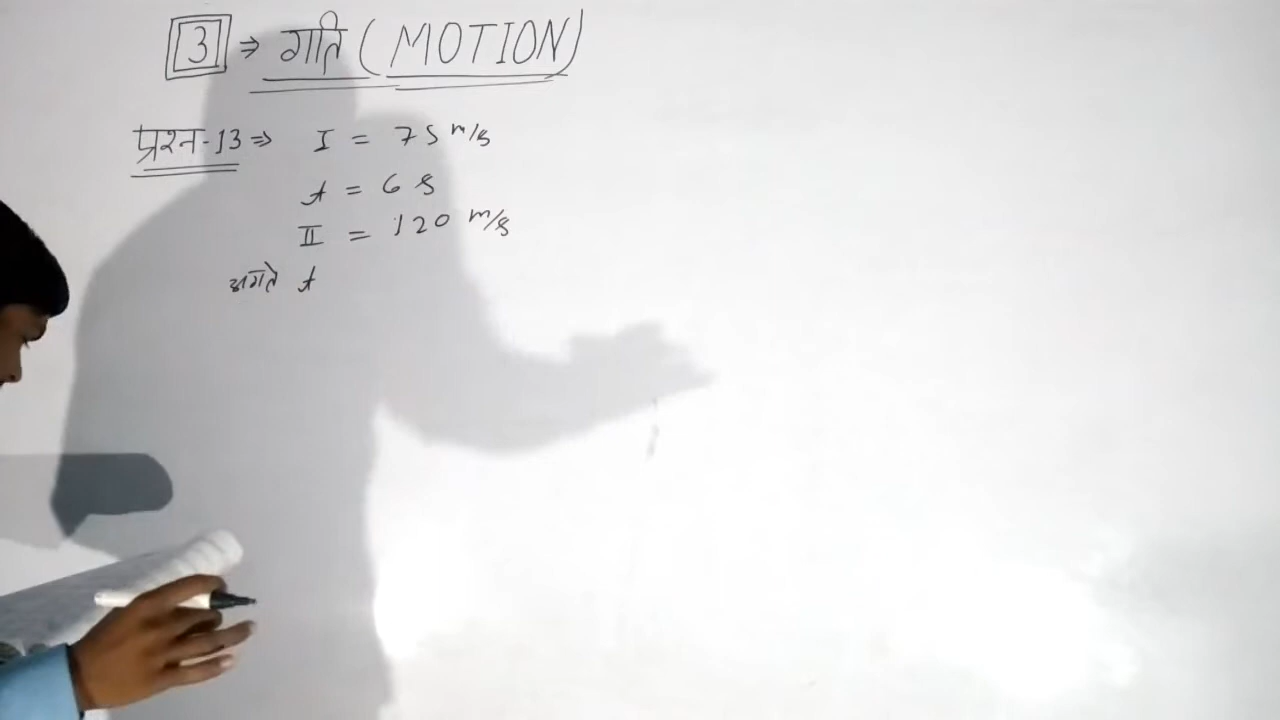 3 ⇒ गति (MOTION)
प्रश्न-13 ⇒ I = 75 m/s
t = 6 s
II = 120 m/s
अगले t